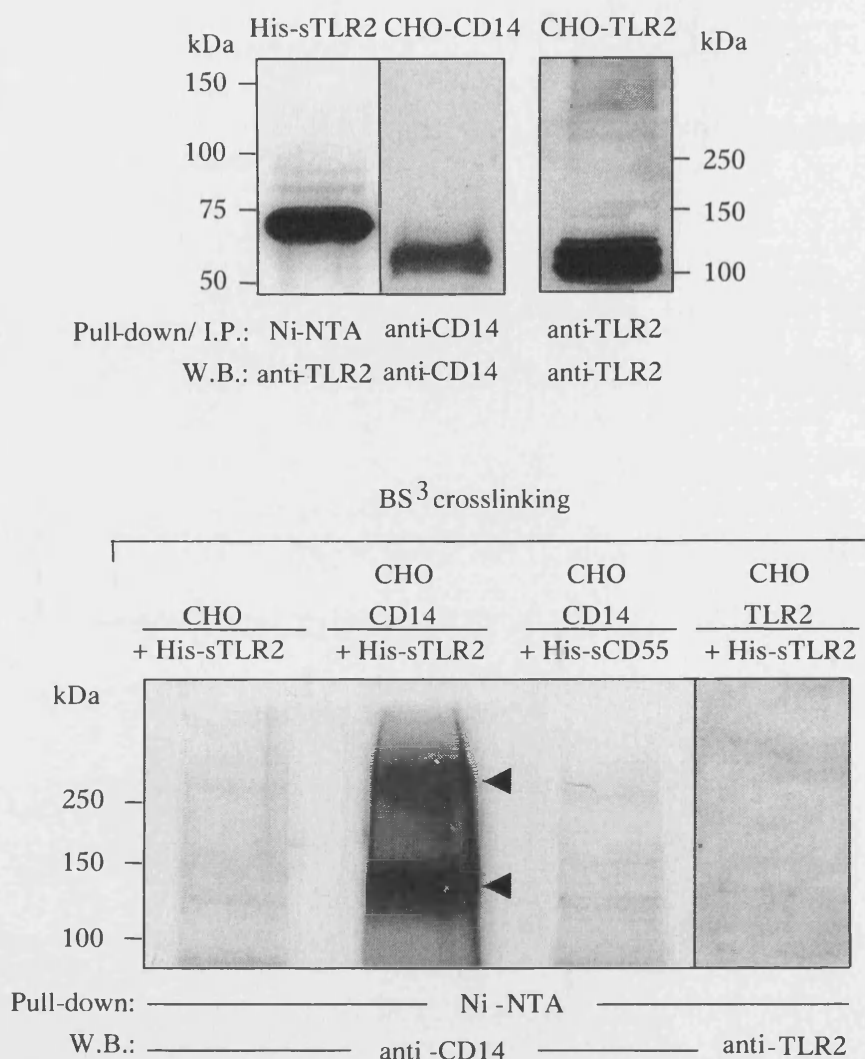 His-sTLR2 CHO-CD14 CHO-TLR2
kDa kDa
150
100
75
50
250
150
100
Pull-down/ I.P.: Ni-NTA anti-CD14 anti-TLR2
W.B.: anti-TLR2 anti-CD14 anti-TLR2
BS3 crosslinking
CHO CHO CHO
CHO CD14 CD14 TLR2
+ His-sTLR2 + His-sTLR2 + His-sCD55 + His-sTLR2
kDa
250
150
100
Pull-down: Ni -NTA
W.B.: anti -CD14 anti-TLR2